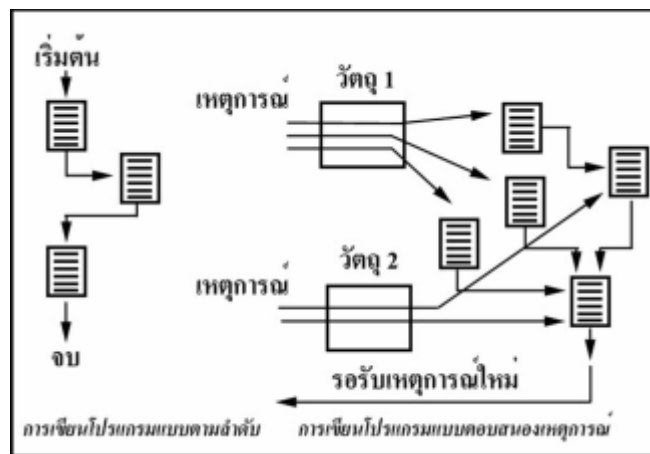 เริ่มต้น
จบ
การเขียนโปรแกรมแบบตามลำดับ
เหตุการณ์
วัตถุ 1
เหตุการณ์
วัตถุ 2
รอรับเหตุการณ์ใหม่
การเขียนโปรแกรมแบบตอบสนองเหตุการณ์